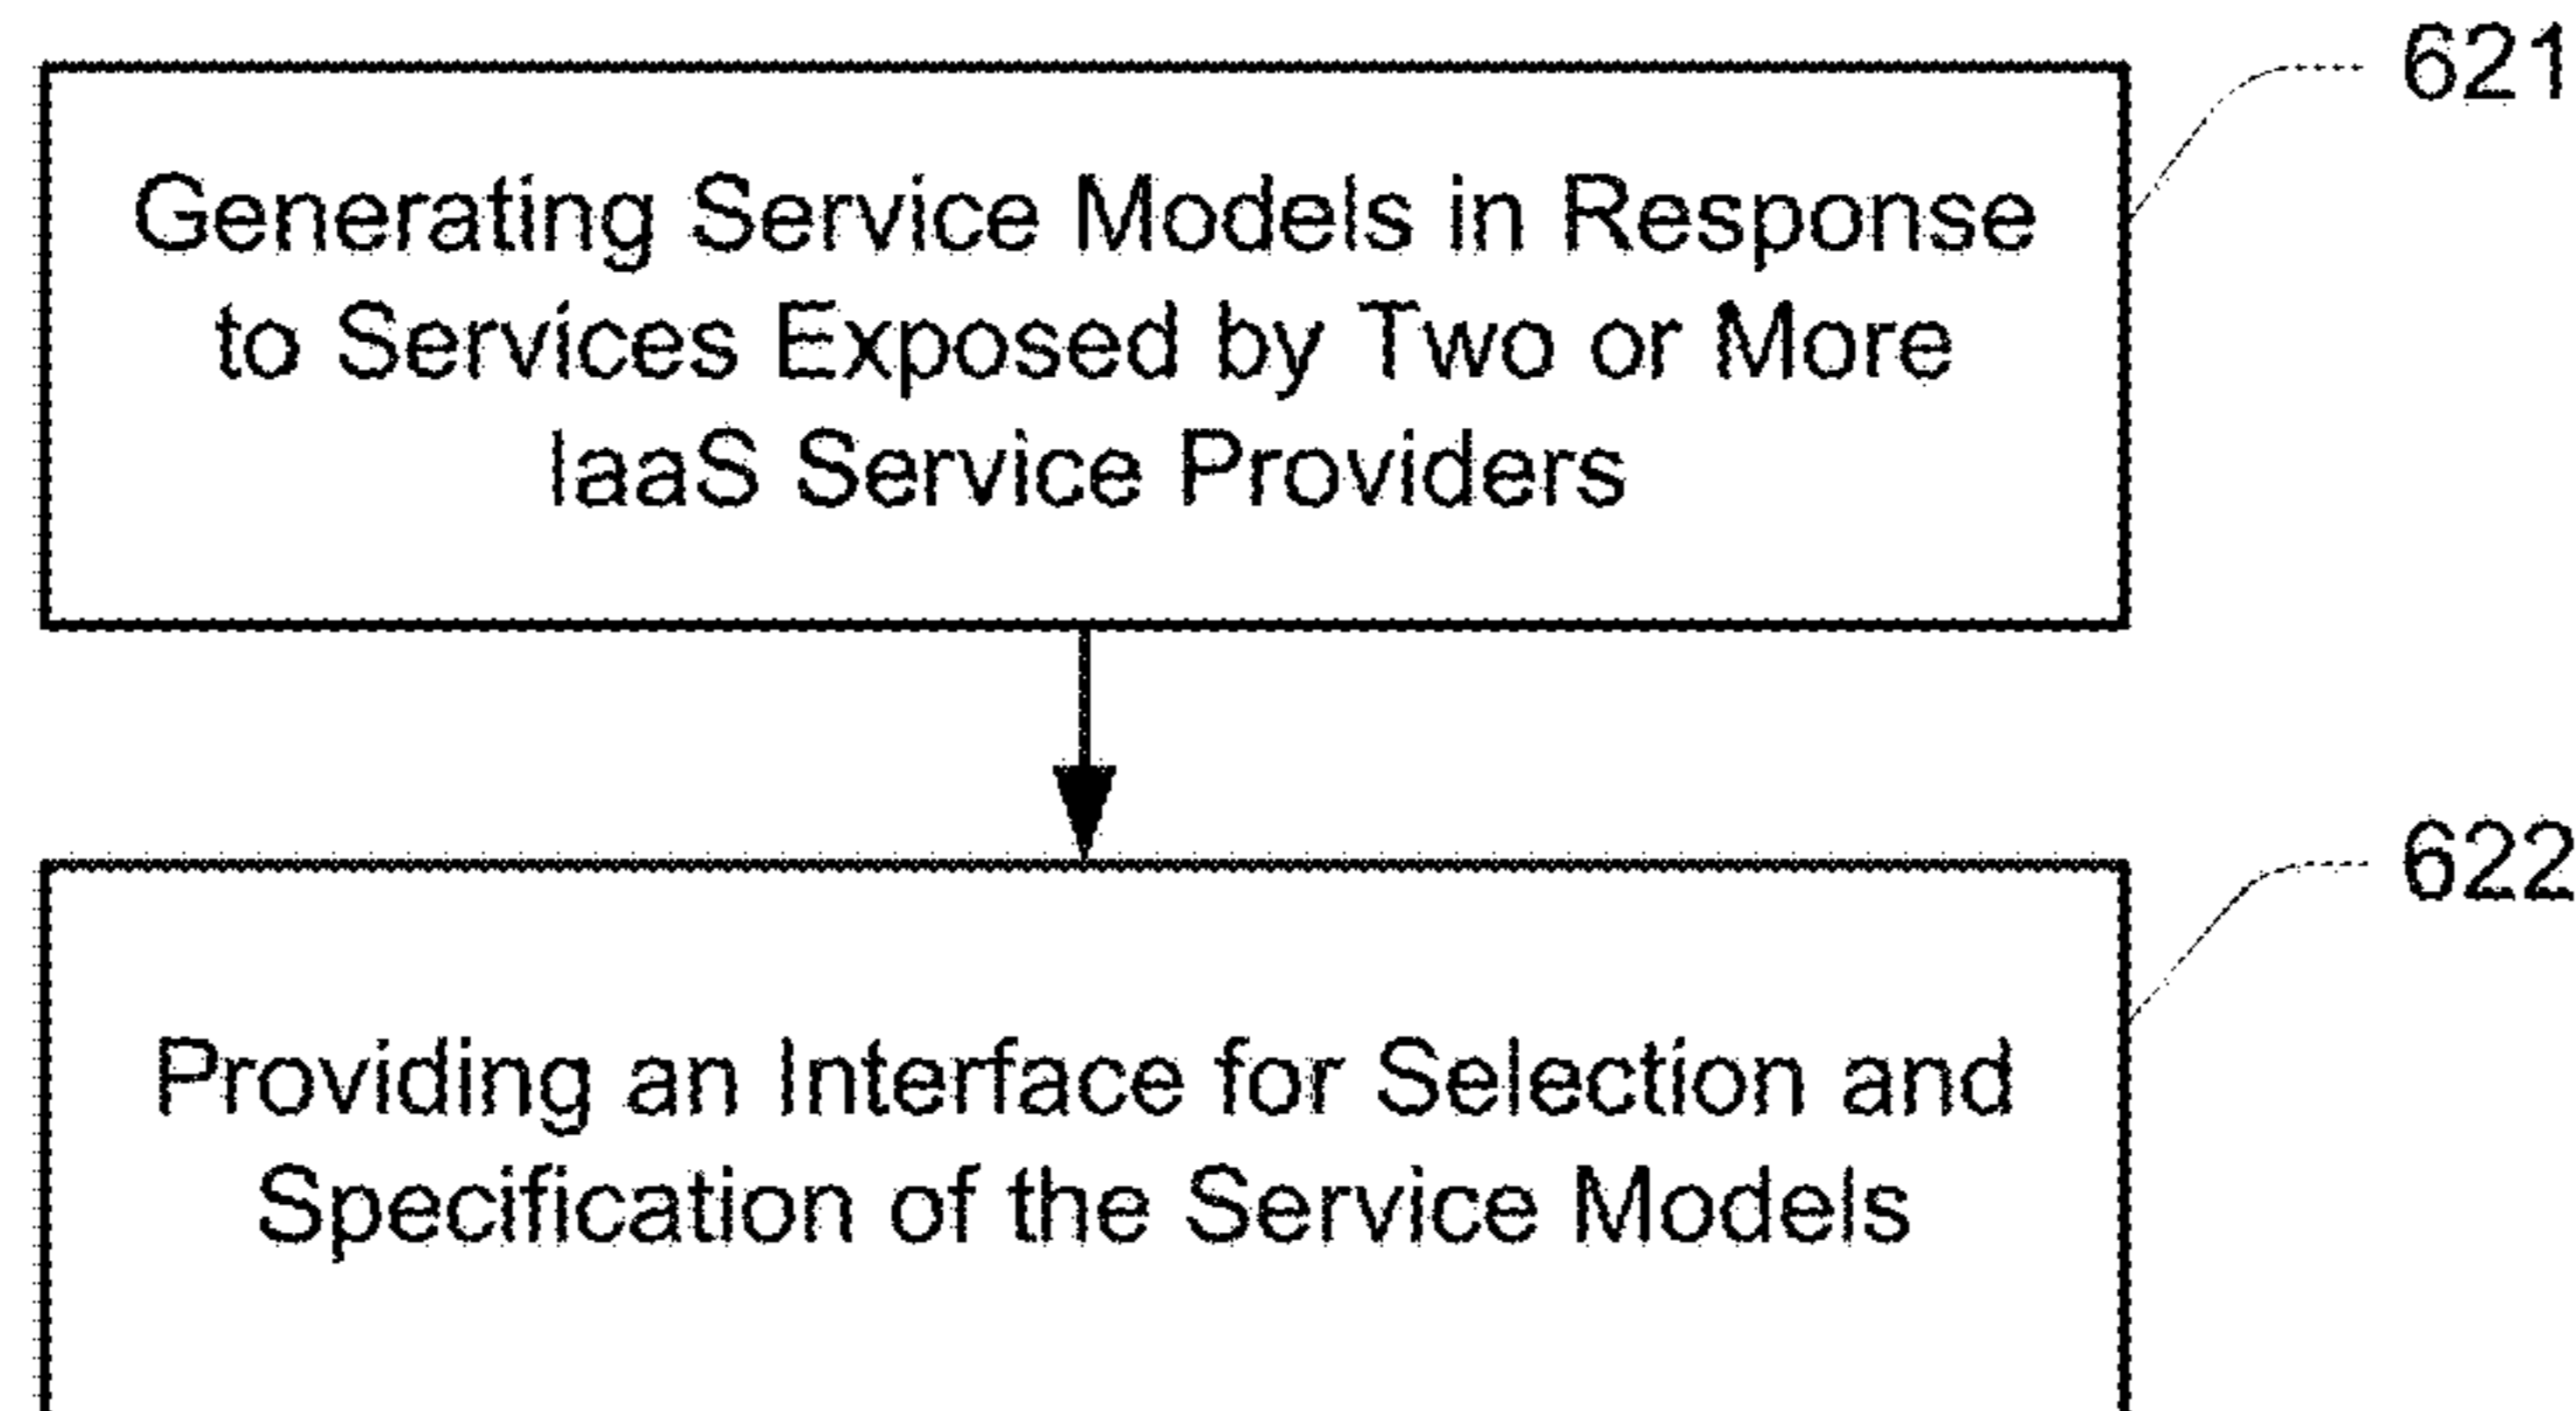 621
Generating Service Models in Response
to Services Exposed by Two or More
IaaS Service Providers
622
Providing an Interface for Selection and
Specification of the Service Models